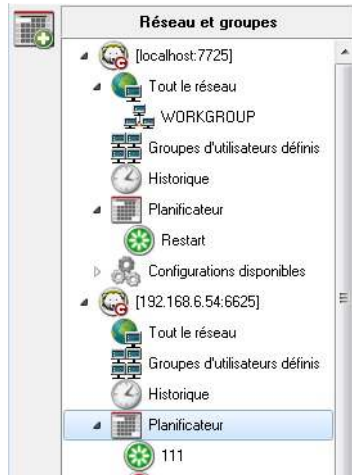 Réseau et groupes
[localhost:7725]
Tout le réseau
WORKGROUP
Groupes d'utilisateurs définis
Historique
Planificateur
Restart
Configurations disponibles
[192.168.6.54:6625]
Tout le réseau
Groupes d'utilisateurs définis
Historique
Planificateur
111